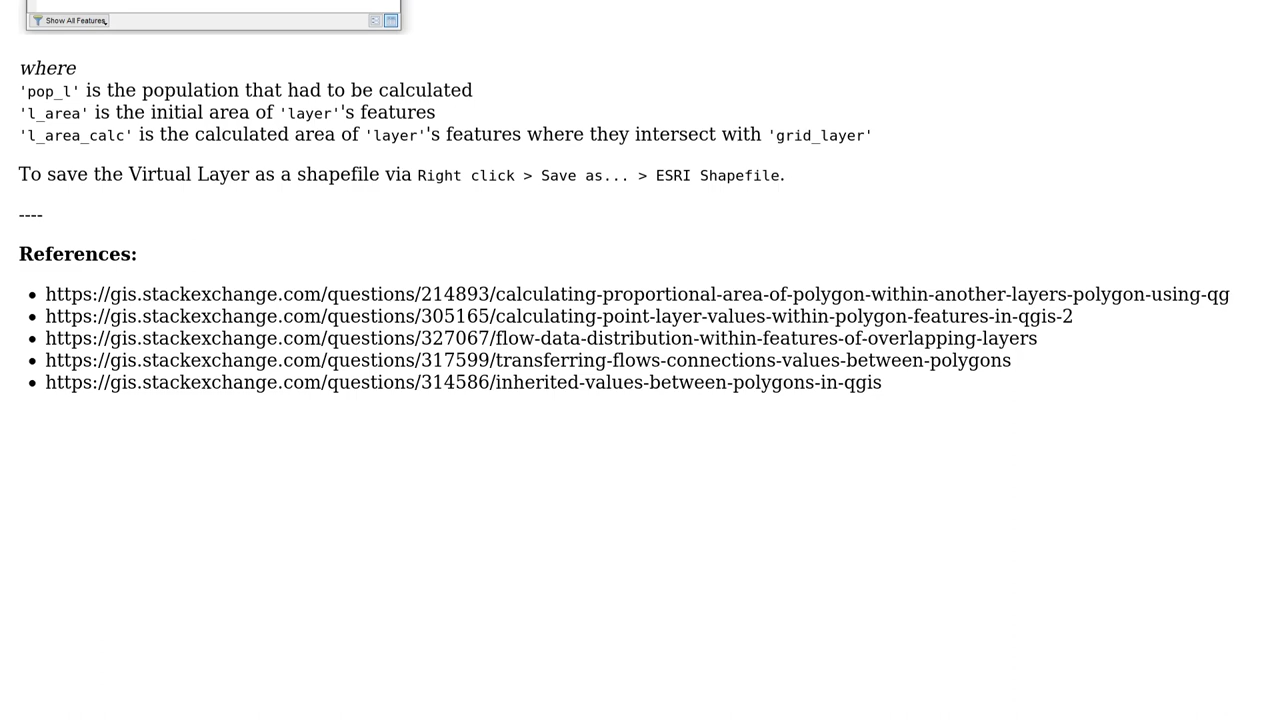 Show All Features
where
'pop_l' is the population that had to be calculated
'l_area' is the initial area of 'layer''s features
'l_area_calc' is the calculated area of 'layer''s features where they intersect with 'grid_layer'
To save the Virtual Layer as a shapefile via Right click > Save as... > ESRI Shapefile.
----
References:
• https://gis.stackexchange.com/questions/214893/calculating-proportional-area-of-polygon-within-another-layers-polygon-using-qg
• https://gis.stackexchange.com/questions/305165/calculating-point-layer-values-within-polygon-features-in-qgis-2
• https://gis.stackexchange.com/questions/327067/flow-data-distribution-within-features-of-overlapping-layers
• https://gis.stackexchange.com/questions/317599/transferring-flows-connections-values-between-polygons
• https://gis.stackexchange.com/questions/314586/inherited-values-between-polygons-in-qgis